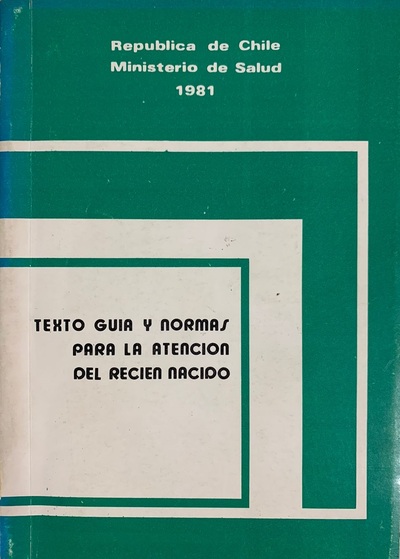 Republica de Chile
Ministerio de Salud
1981
TEXTO GUIA Y NORMAS
PARA LA ATENCION
DEL RECIEN NACIDO